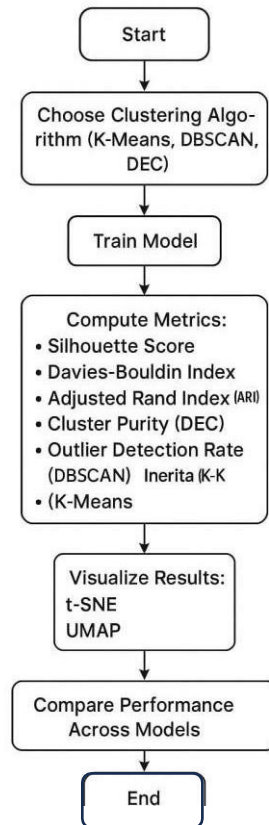 Start
Choose Clustering Algo-
rithm (K-Means, DBSCAN,
DEC)
Train Model
Compute Metrics:
• Silhouette Score
• Davies-Bouldin Index
• Adjusted Rand Index (ARI)
• Cluster Purity (DEC)
• Outlier Detection Rate
(DBSCAN) Inerita (K-K
• (K-Means
Visualize Results:
t-SNE
UMAP
Compare Performance
Across Models
End